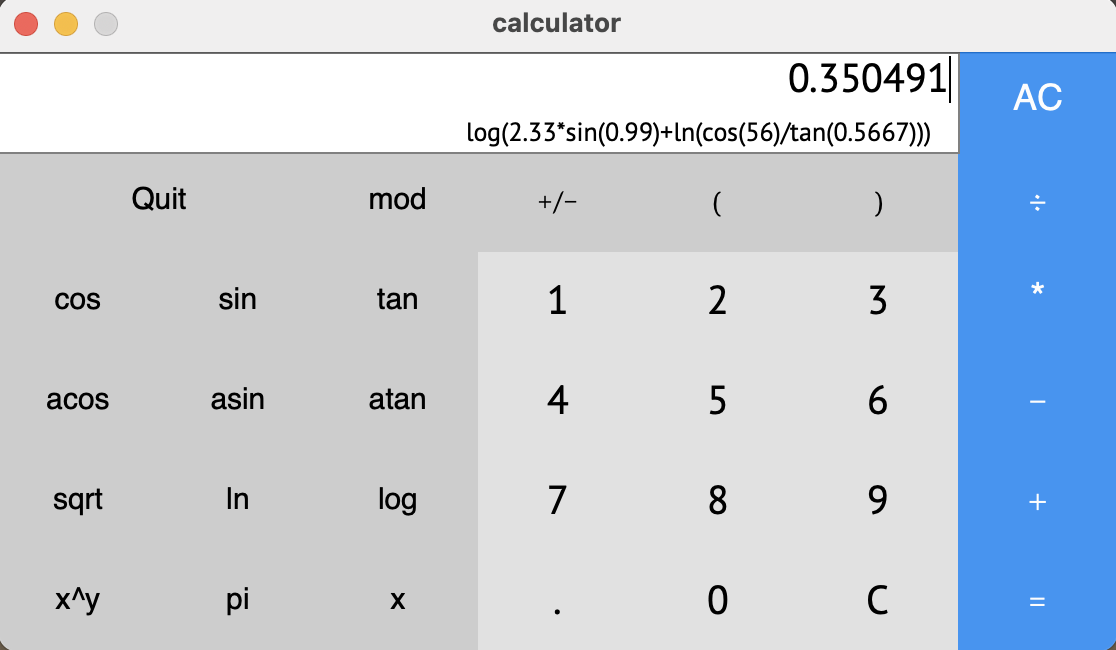 calculator
0.350491
log(2.33*sin(0.99)+ln(cos(56)/tan(0.5667)))
AC
Quit mod +/− ( ) ÷
cos sin tan 1 2 3 *
acos asin atan 4 5 6 −
sqrt ln log 7 8 9 +
x^y pi x . 0 C =